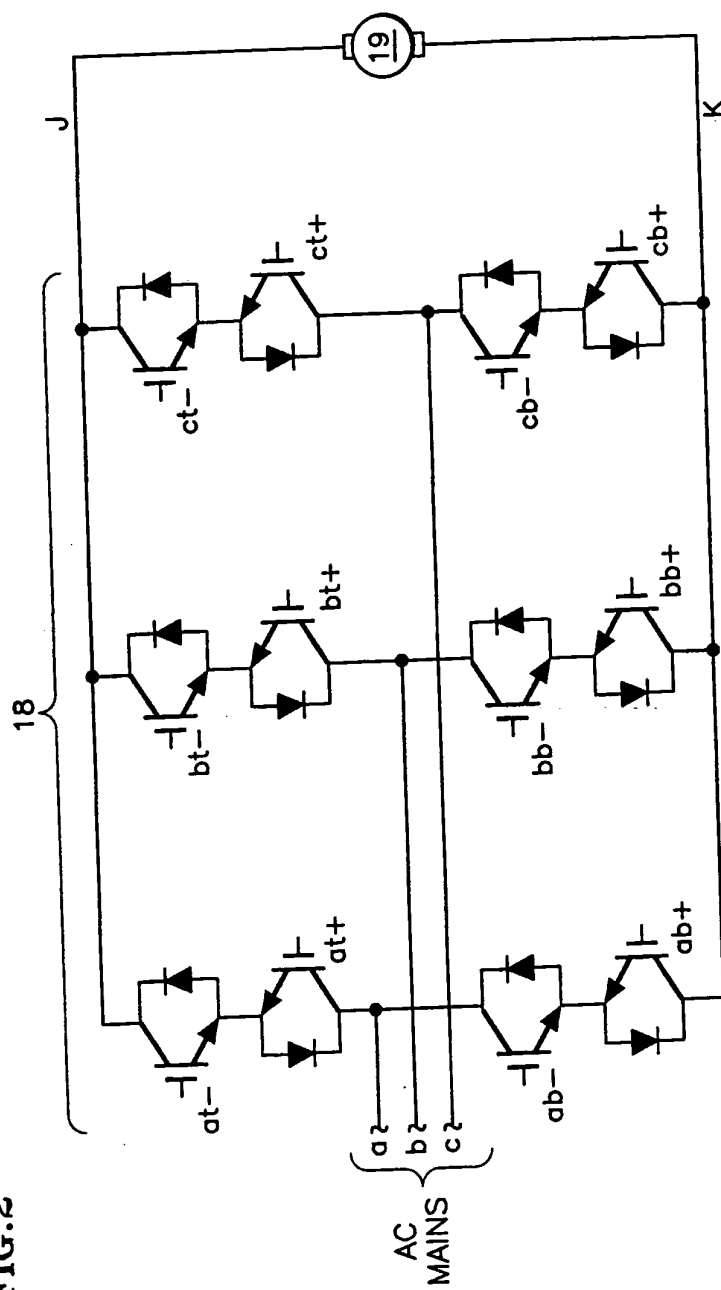 FIG.2
18
J
19
K
at−
bt−
ct−
at+
bt+
ct+
a
b
c
AC
MAINS
ab−
bb−
cb−
ab+
bb+
cb+